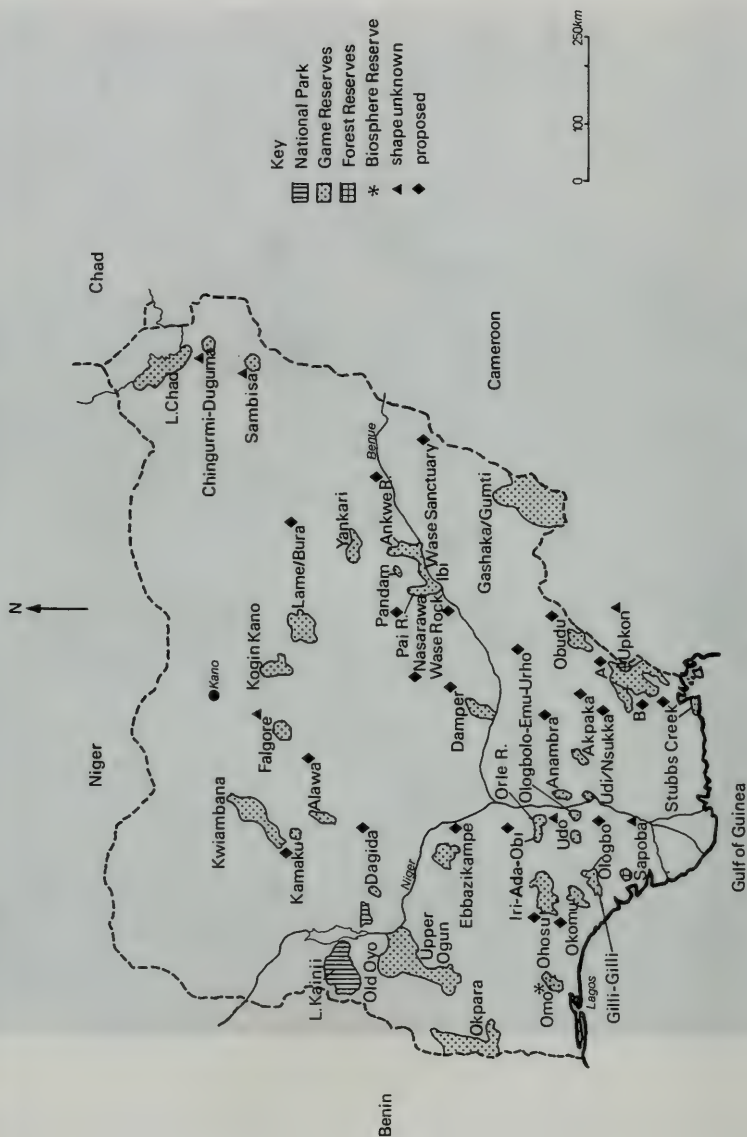 Niger
Chad
Benin
Cameroon
Gulf of Guinea
N
L.Chad
Chingurmi-Duguma
Sambisa
Kano
Kwiambana
Falgore
Kogin Kano
Lame/Bura
Kamaku
Alawa
Yankari
Dagida
L.Kainii
Old Oyo
Niger
Benue
Pandam
Ankwe R.
Pai R.
Nasarawa
Wase Rock
Wase Sanctuary
Ibi
Damper
Upper
Ogun
Ebbazikampe
Okpara
Gashaka/Gumti
Iri-Ada-Obi
Orle R.
Ologbolo-Emu-Urho
Anambra
Akpaka
Udi/Nsukka
Obudu
Upkon
A
B
Ohosu
Udo
Okomu
Ologbo
Sapoba
Omo
Lagos
Gilli-Gilli
Stubbs Creek
Key
National Park
Game Reserves
Forest Reserves
Biosphere Reserve
shape unknown
proposed
0 100 250km